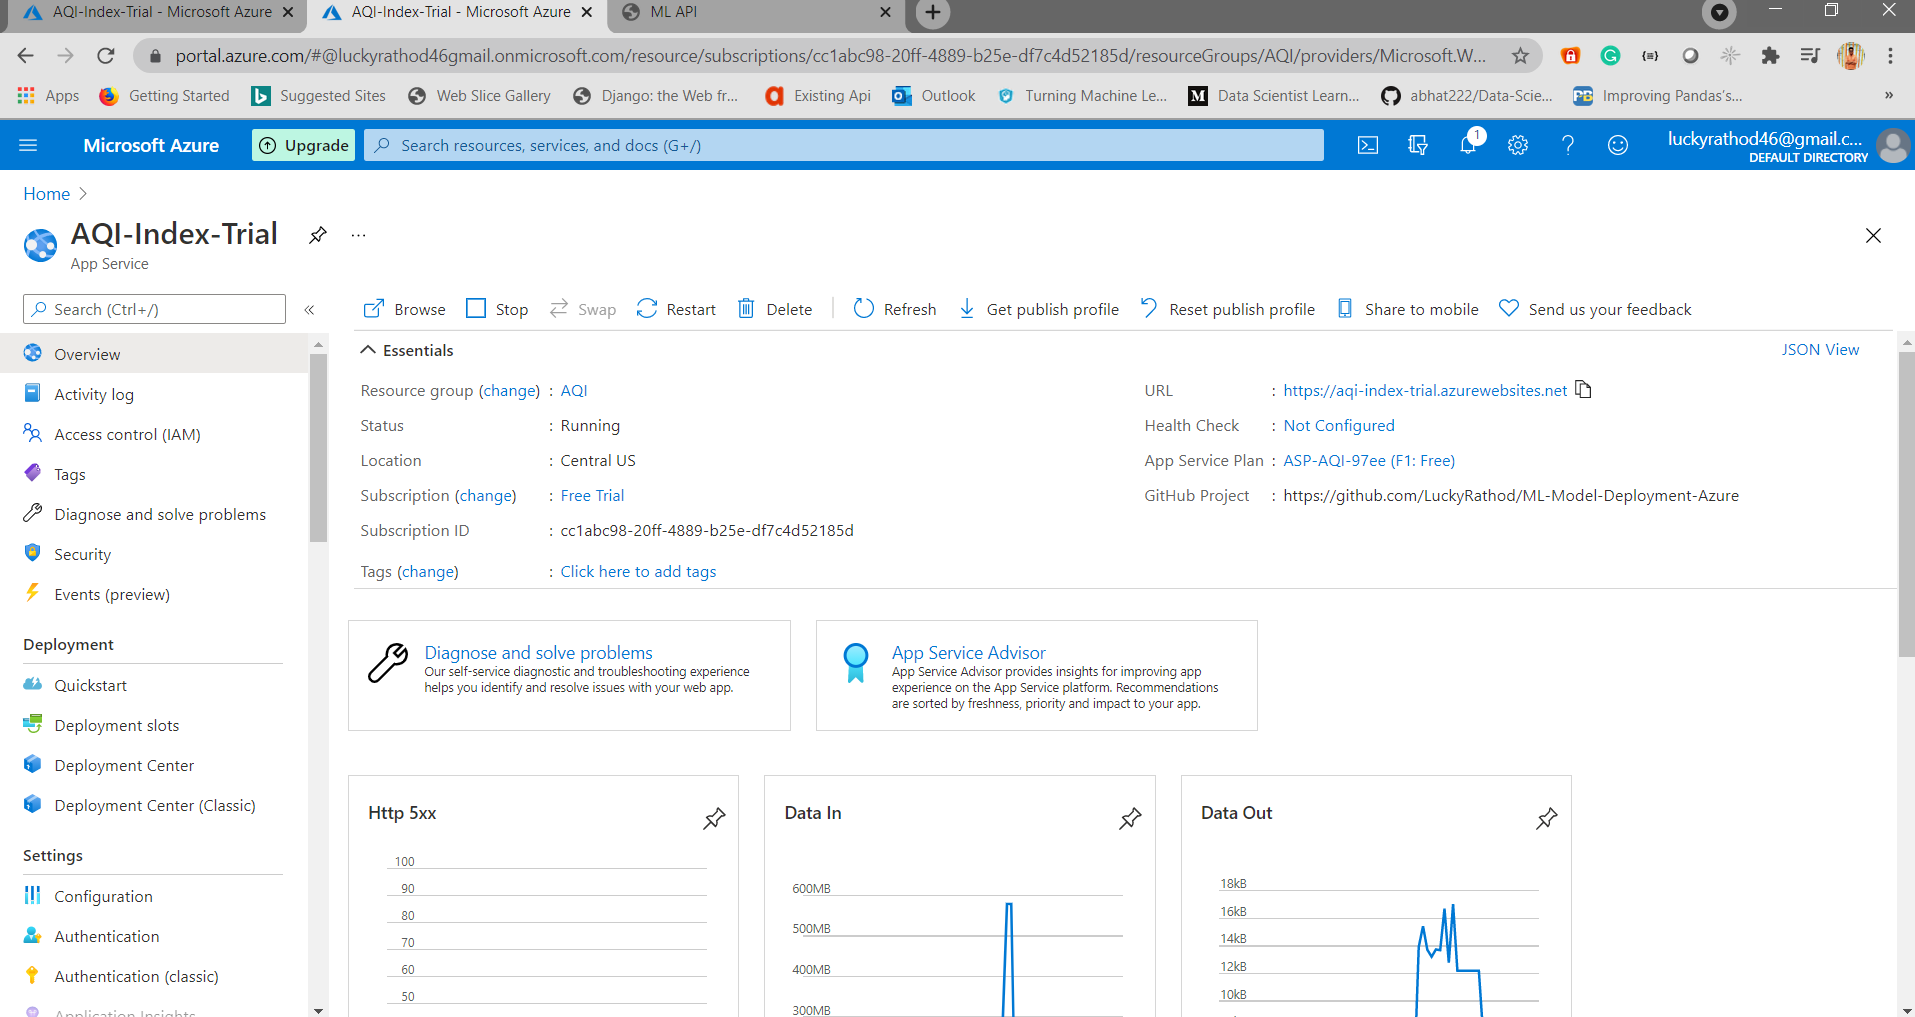 AQI-Index-Trial - Microsoft Azure
AQI-Index-Trial - Microsoft Azure
ML API
portal.azure.com/#@luckyrathod46gmail.onmicrosoft.com/resource/subscriptions/cc1abc98-20ff-4889-b25e-df7c4d52185d/resourceGroups/AQI/providers/Microsoft.W...
Apps
Getting Started
Suggested Sites
Web Slice Gallery
Django: the Web fr...
Existing Api
Outlook
Turning Machine Le...
Data Scientist Learn...
abhat222/Data-Scie...
Improving Pandas's...
»
Microsoft Azure
Upgrade
Search resources, services, and docs (G+/)
1
luckyrathod46@gmail.c...
DEFAULT DIRECTORY
Home >
AQI-Index-Trial
...
App Service
Search (Ctrl+/)
«
Browse
Stop
Swap
Restart
Delete
Refresh
Get publish profile
Reset publish profile
Share to mobile
Send us your feedback
Overview
Activity log
Access control (IAM)
Tags
Diagnose and solve problems
Security
Events (preview)
Deployment
Quickstart
Deployment slots
Deployment Center
Deployment Center (Classic)
Settings
Configuration
Authentication
Authentication (classic)
Application Insights
Essentials
JSON View
Resource group (change) : AQI
Status : Running
Location : Central US
Subscription (change) : Free Trial
Subscription ID : cc1abc98-20ff-4889-b25e-df7c4d52185d
Tags (change) : Click here to add tags
URL : https://aqi-index-trial.azurewebsites.net
Health Check : Not Configured
App Service Plan : ASP-AQI-97ee (F1: Free)
GitHub Project : https://github.com/LuckyRathod/ML-Model-Deployment-Azure
Diagnose and solve problems
Our self-service diagnostic and troubleshooting experience
helps you identify and resolve issues with your web app.
App Service Advisor
App Service Advisor provides insights for improving app
experience on the App Service platform. Recommendations
are sorted by freshness, priority and impact to your app.
Http 5xx
100
90
80
70
60
50
Data In
600MB
500MB
400MB
300MB
Data Out
18kB
16kB
14kB
12kB
10kB